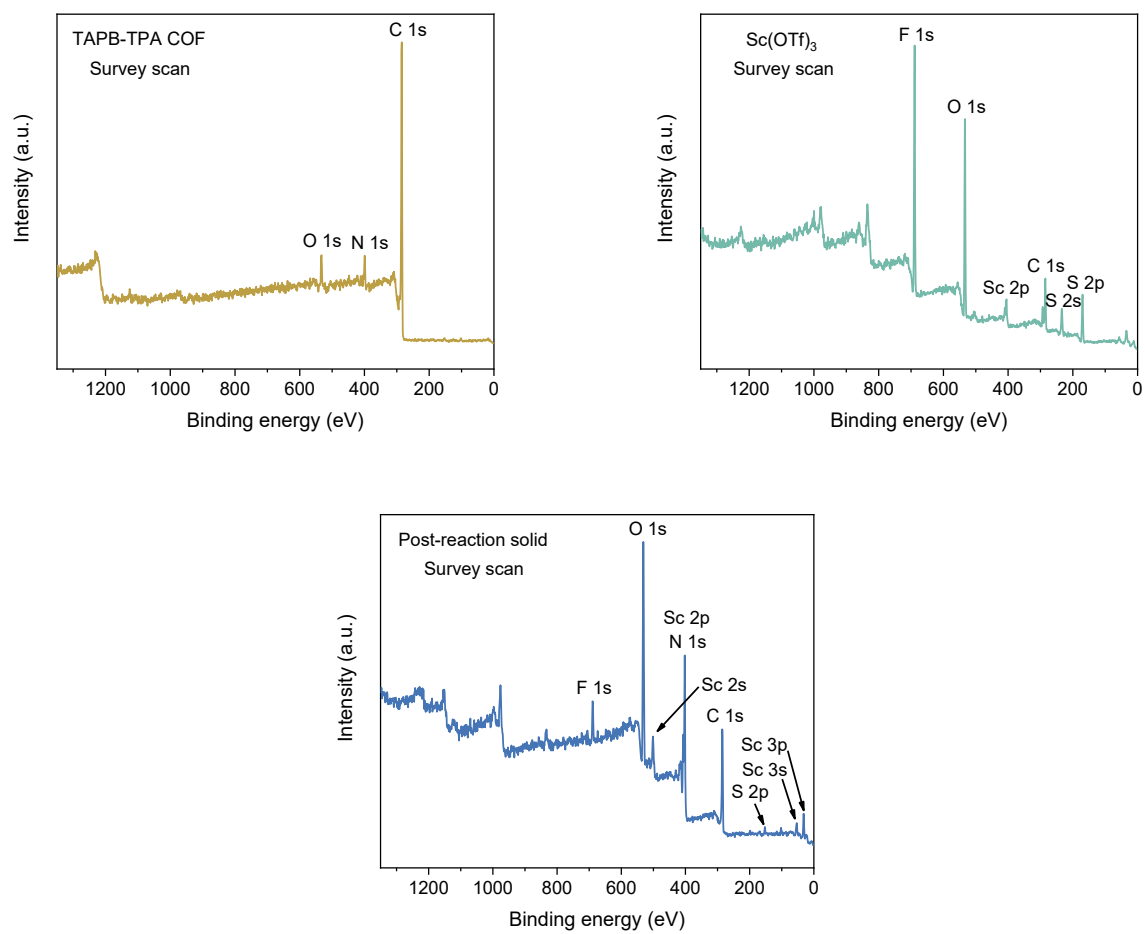 TAPB-TPA COF
Survey scan
C 1s
O 1s
N 1s
Intensity (a.u.)
1200 1000 800 600 400 200 0
Binding energy (eV)
Sc(OTf)3
Survey scan
F 1s
O 1s
Sc 2p
C 1s
S 2s
S 2p
Intensity (a.u.)
1200 1000 800 600 400 200 0
Binding energy (eV)
Post-reaction solid
Survey scan
O 1s
Sc 2p
N 1s
F 1s
Sc 2s
C 1s
Sc 3p
Sc 3s
S 2p
Intensity (a.u.)
1200 1000 800 600 400 200 0
Binding energy (eV)